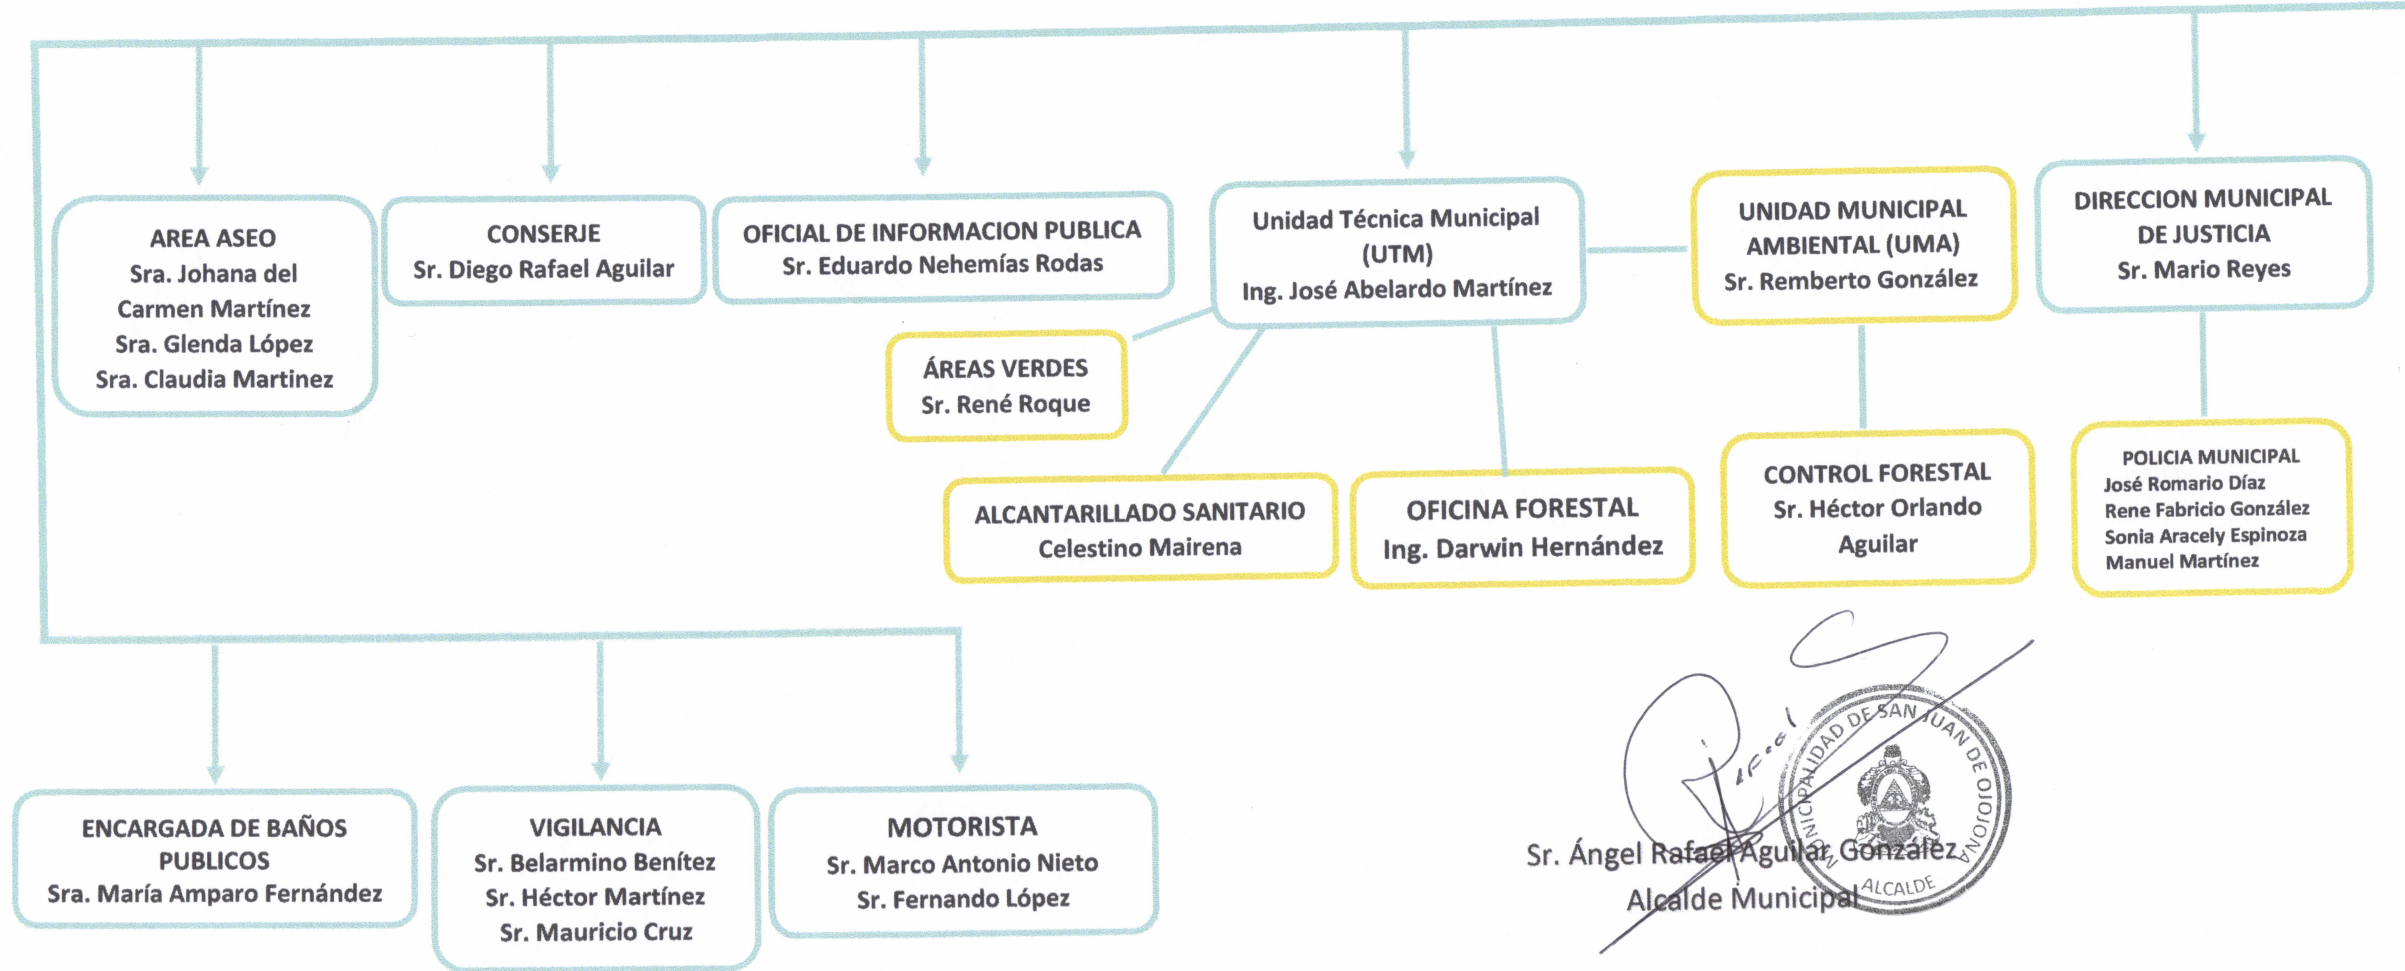 AREA ASEO
Sra. Johana del
Carmen Martínez
Sra. Glenda López
Sra. Claudia Martinez
CONSERJE
Sr. Diego Rafael Aguilar
OFICIAL DE INFORMACION PUBLICA
Sr. Eduardo Nehemías Rodas
Unidad Técnica Municipal
(UTM)
Ing. José Abelardo Martínez
UNIDAD MUNICIPAL
AMBIENTAL (UMA)
Sr. Remberto González
DIRECCION MUNICIPAL
DE JUSTICIA
Sr. Mario Reyes
ÁREAS VERDES
Sr. René Roque
ALCANTARILLADO SANITARIO
Celestino Mairena
OFICINA FORESTAL
Ing. Darwin Hernández
CONTROL FORESTAL
Sr. Héctor Orlando
Aguilar
POLICIA MUNICIPAL
José Romario Díaz
Rene Fabricio González
Sonia Aracely Espinoza
Manuel Martínez
ENCARGADA DE BAÑOS
PUBLICOS
Sra. María Amparo Fernández
VIGILANCIA
Sr. Belarmino Benítez
Sr. Héctor Martínez
Sr. Mauricio Cruz
MOTORISTA
Sr. Marco Antonio Nieto
Sr. Fernando López
MUNICIPALIDAD DE SAN JUAN DE OJOJONA
ALCALDE
Sr. Ángel Rafael Aguilar González
Alcalde Municipal